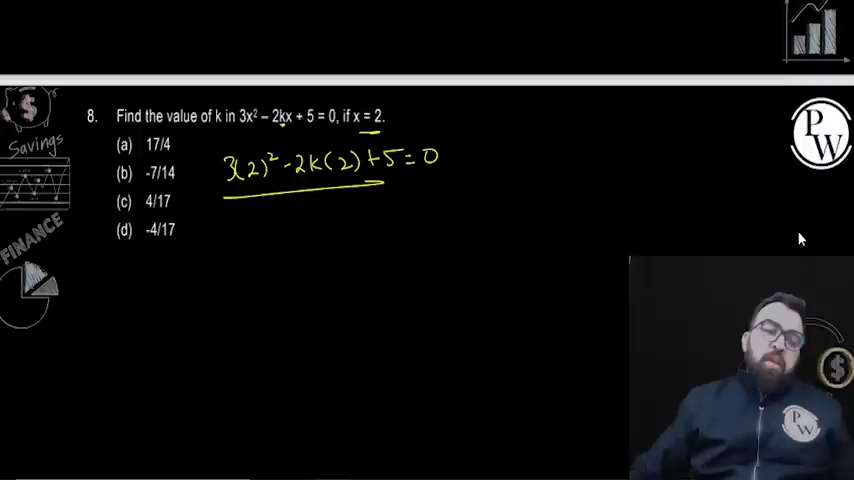 8. Find the value of k in 3x² – 2kx + 5 = 0, if x = 2.
(a) 17/4
(b) -7/14
(c) 4/17
(d) -4/17
3(2)² - 2k(2) + 5 = 0
Savings
FINANCE
PW
PW